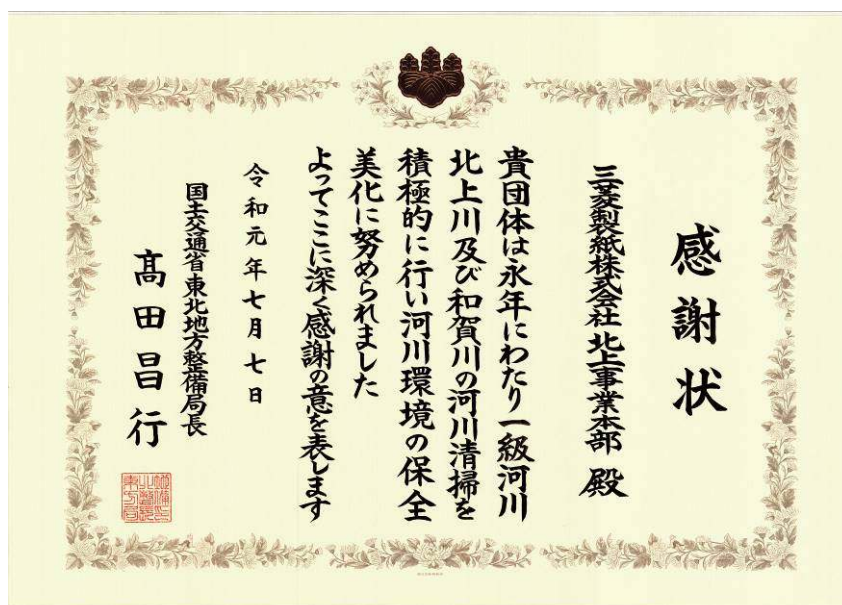 感謝状
三菱製紙株式会社 北上事業本部 殿
貴団体は永年にわたり一級河川
北上川及び和賀川の河川清掃を
積極的に行い河川環境の保全
美化に努められました
よってここに深く感謝の意を表します
令和元年七月七日
国土交通省東北地方整備局長
髙田昌行